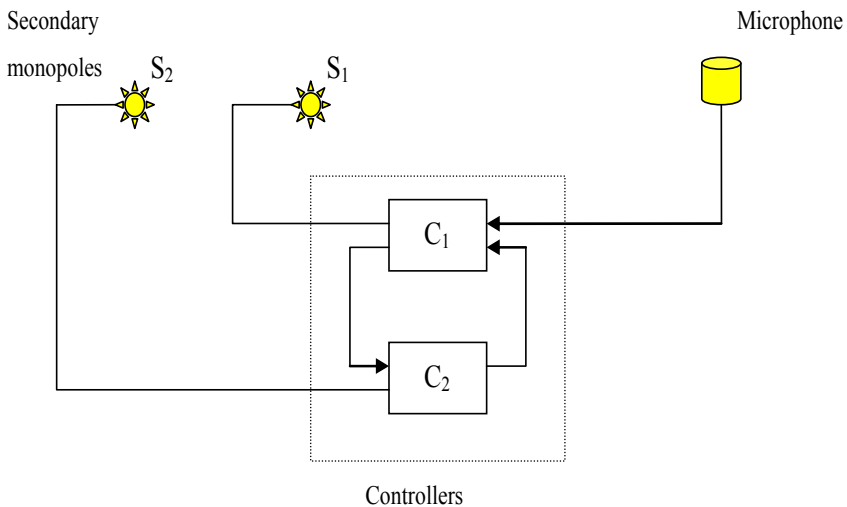 Secondary
monopoles
S2
S1
Microphone
C1
C2
Controllers